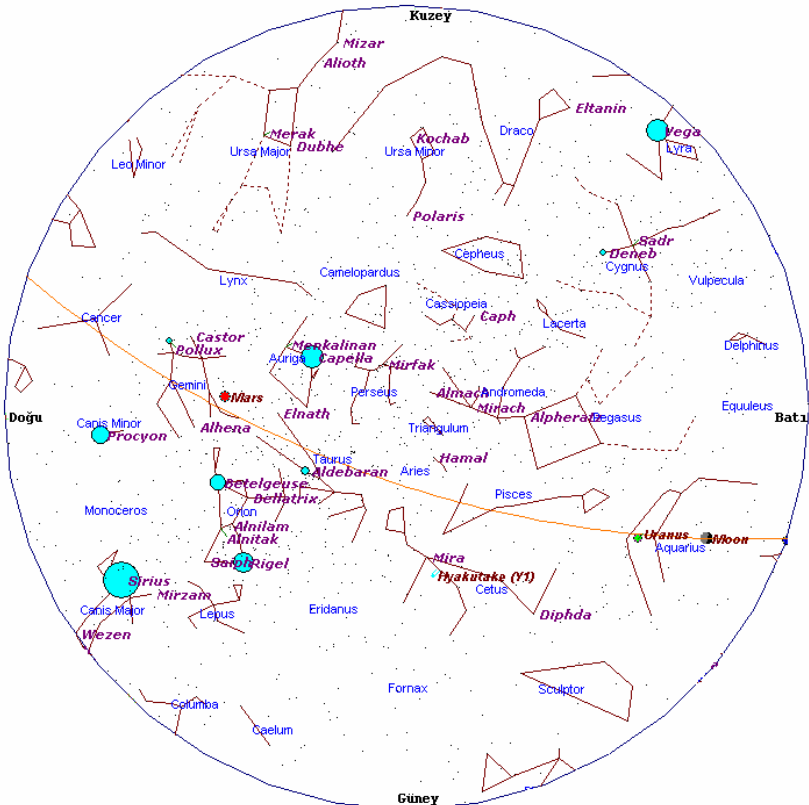 Kuzey
Mizar
Alioth
Eltanin
Draco
Vega
Merak
Kochab
Dubhe
Ursa Major
Ursa Minor
Lyra
Leo Minor
Polaris
Sadr
Deneb
Cepheus
Cygnus
Camelopardus
Lynx
Vulpecula
Cassiopeia
Caph
Lacerta
Cancer
Castor
Pollux
Menkalinan
Auriga
Capella
Mirfak
Delphinus
Gemini
Mars
Perseus
Almach
Andromeda
Mirach
Equuleus
Elnath
Doğu
Alpheratz
Pegasus
Batı
Canis Minor
Procyon
Alhena
Triangulum
Taurus
Hamal
Aldebaran
Aries
Betelgeuse
Bellatrix
Pisces
Monoceros
Orion
Alnilam
Alnitak
Uranus
Moon
Aquarius
Saiph
Rigel
Mira
Hyakutake (Y1)
Sirius
Cetus
Mirzam
Canis Major
Lepus
Eridanus
Diphda
Wezen
Fornax
Sculptor
Columba
Caelum
Güney